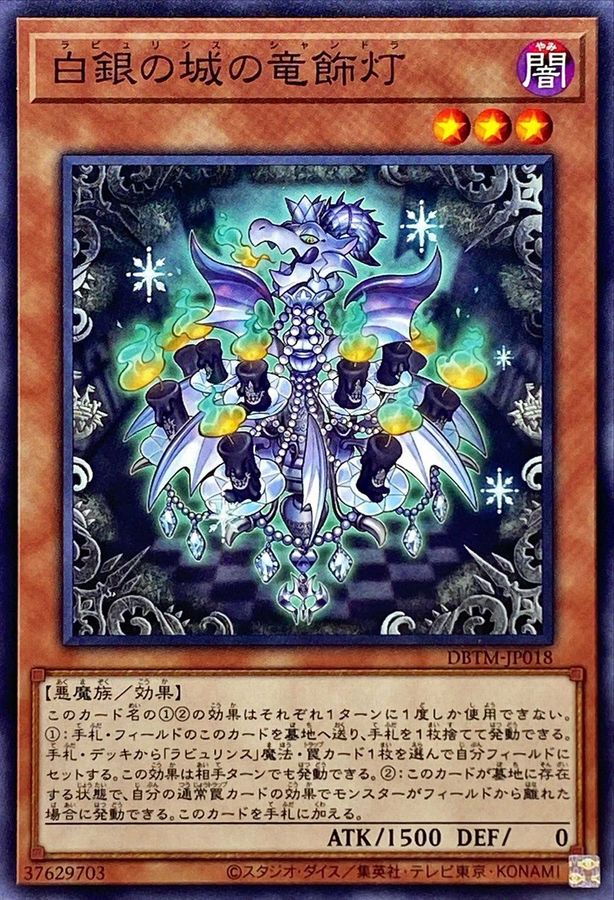 ラビュリンス シャンドラ
白銀の城の竜飾灯
やみ
闇
DBTM-JP018
【悪魔族／効果】
このカード名の①②の効果はそれぞれ１ターンに１度しか使用できない。
①：手札・フィールドのこのカードを墓地へ送り、手札を１枚捨てて発動できる。
手札・デッキから「ラビュリンス」魔法・罠カード１枚を選んで自分フィールドに
セットする。この効果は相手ターンでも発動できる。②：このカードが墓地に存在
する状態で、自分の通常罠カードの効果でモンスターがフィールドから離れた
場合に発動できる。このカードを手札に加える。
ATK/1500 DEF/ 0
37629703 ©スタジオ・ダイス／集英社・テレビ東京・KONAMI